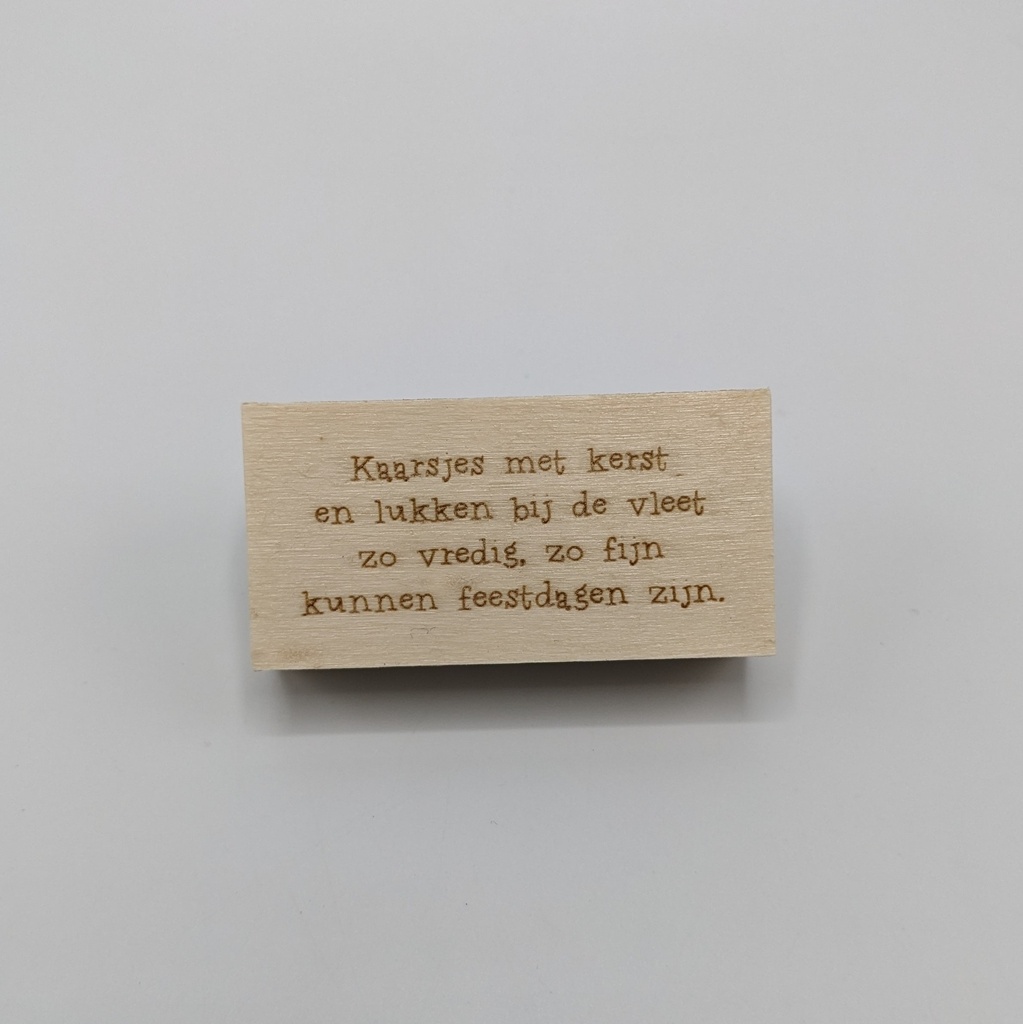 Kaarsjes met kerst
en lukken bij de vleet
zo vredig, zo fijn
kunnen feestdagen zijn.